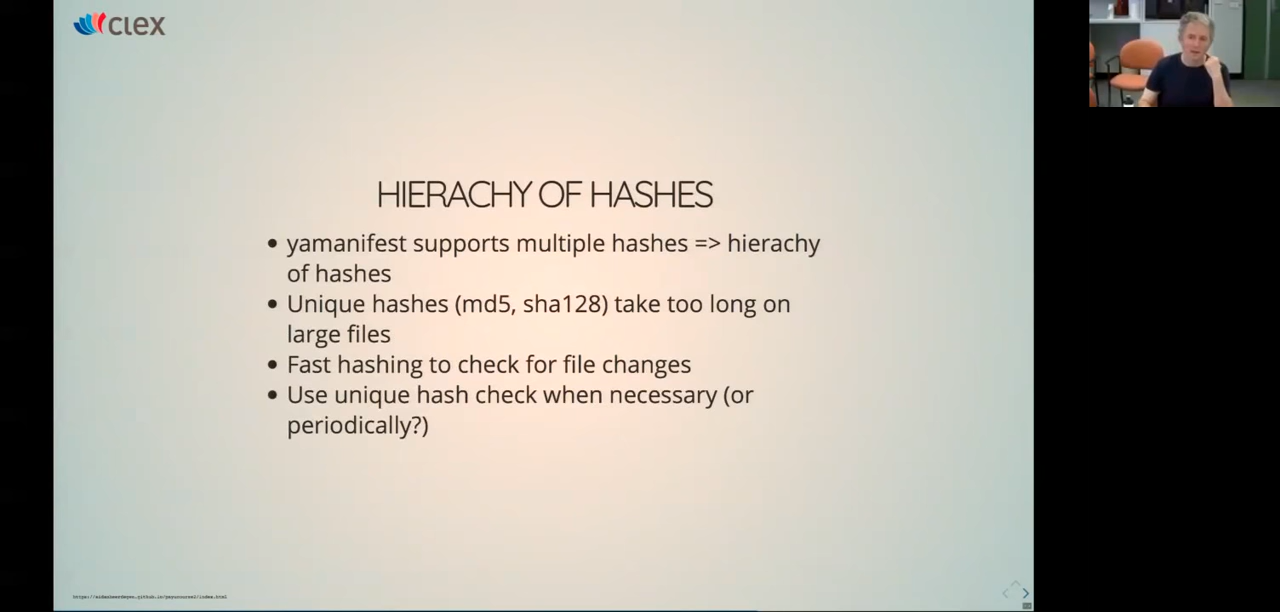 clex
HIERACHY OF HASHES
• yamanifest supports multiple hashes => hierachy
of hashes
• Unique hashes (md5, sha128) take too long on
large files
• Fast hashing to check for file changes
• Use unique hash check when necessary (or
periodically?)